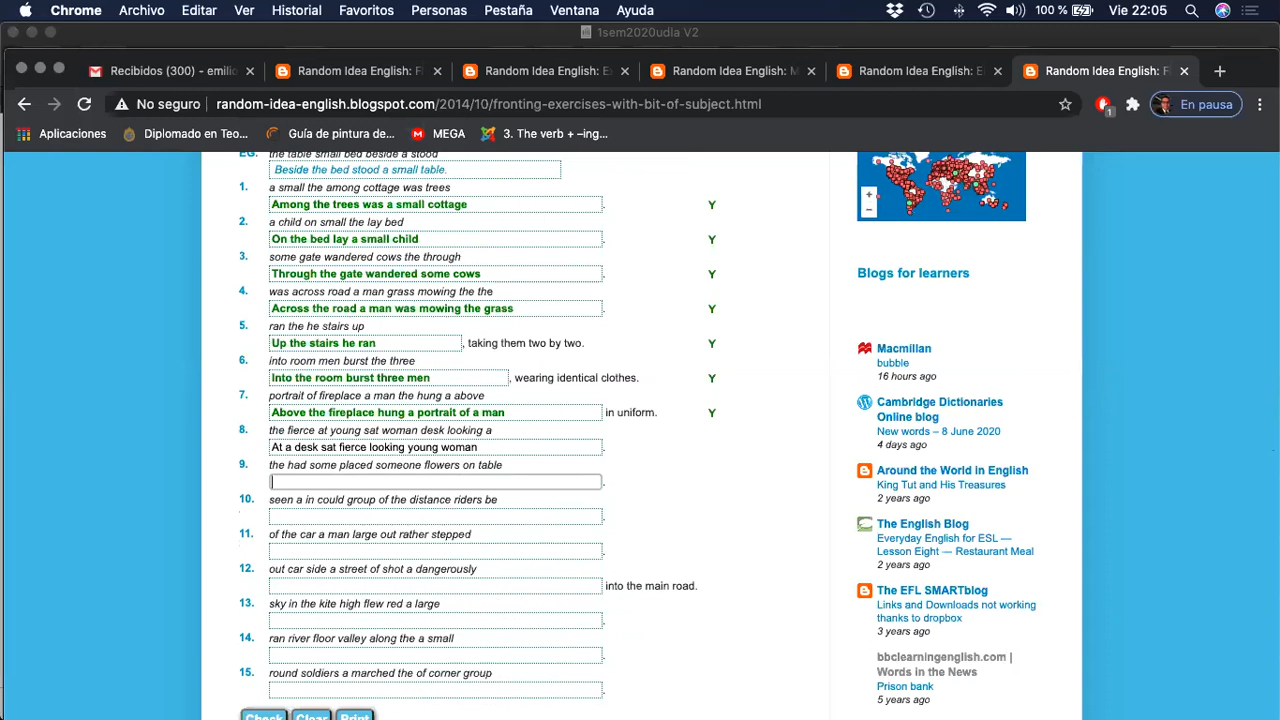 Chrome Archivo Editar Ver Historial Favoritos Personas Pestaña Ventana Ayuda 100 % Vie 22:05
1sem2020udla V2
Recibidos (300) - emilio Random Idea English: F Random Idea English: E Random Idea English: M Random Idea English: E Random Idea English: F
No seguro random-idea-english.blogspot.com/2014/10/fronting-exercises-with-bit-of-subject.html 1 En pausa
Aplicaciones Diplomado en Teo... Guía de pintura de... MEGA 3. The verb + –ing...
EG. the table small bed beside a stood
Beside the bed stood a small table.
1. a small the among cottage was trees
Among the trees was a small cottage . Y
2. a child on small the lay bed
On the bed lay a small child . Y
3. some gate wandered cows the through
Through the gate wandered some cows . Y
4. was across road a man grass mowing the the
Across the road a man was mowing the grass . Y
5. ran the he stairs up
Up the stairs he ran , taking them two by two. Y
6. into room men burst the three
Into the room burst three men , wearing identical clothes. Y
7. portrait of fireplace a man the hung a above
Above the fireplace hung a portrait of a man in uniform. Y
8. the fierce at young sat woman desk looking a
At a desk sat fierce looking young woman .
9. the had some placed someone flowers on table
.
10. seen a in could group of the distance riders be
.
11. of the car a man large out rather stepped
.
12. out car side a street of shot a dangerously
into the main road.
13. sky in the kite high flew red a large
.
14. ran river floor valley along the a small
.
15. round soldiers a marched the of corner group
.
Check Clear Print
+
–
Blogs for learners
Macmillan
bubble
16 hours ago
Cambridge Dictionaries
Online blog
New words – 8 June 2020
4 days ago
Around the World in English
King Tut and His Treasures
2 years ago
The English Blog
Everyday English for ESL —
Lesson Eight — Restaurant Meal
2 years ago
The EFL SMARTblog
Links and Downloads not working
thanks to dropbox
3 years ago
bbclearningenglish.com |
Words in the News
Prison bank
5 years ago